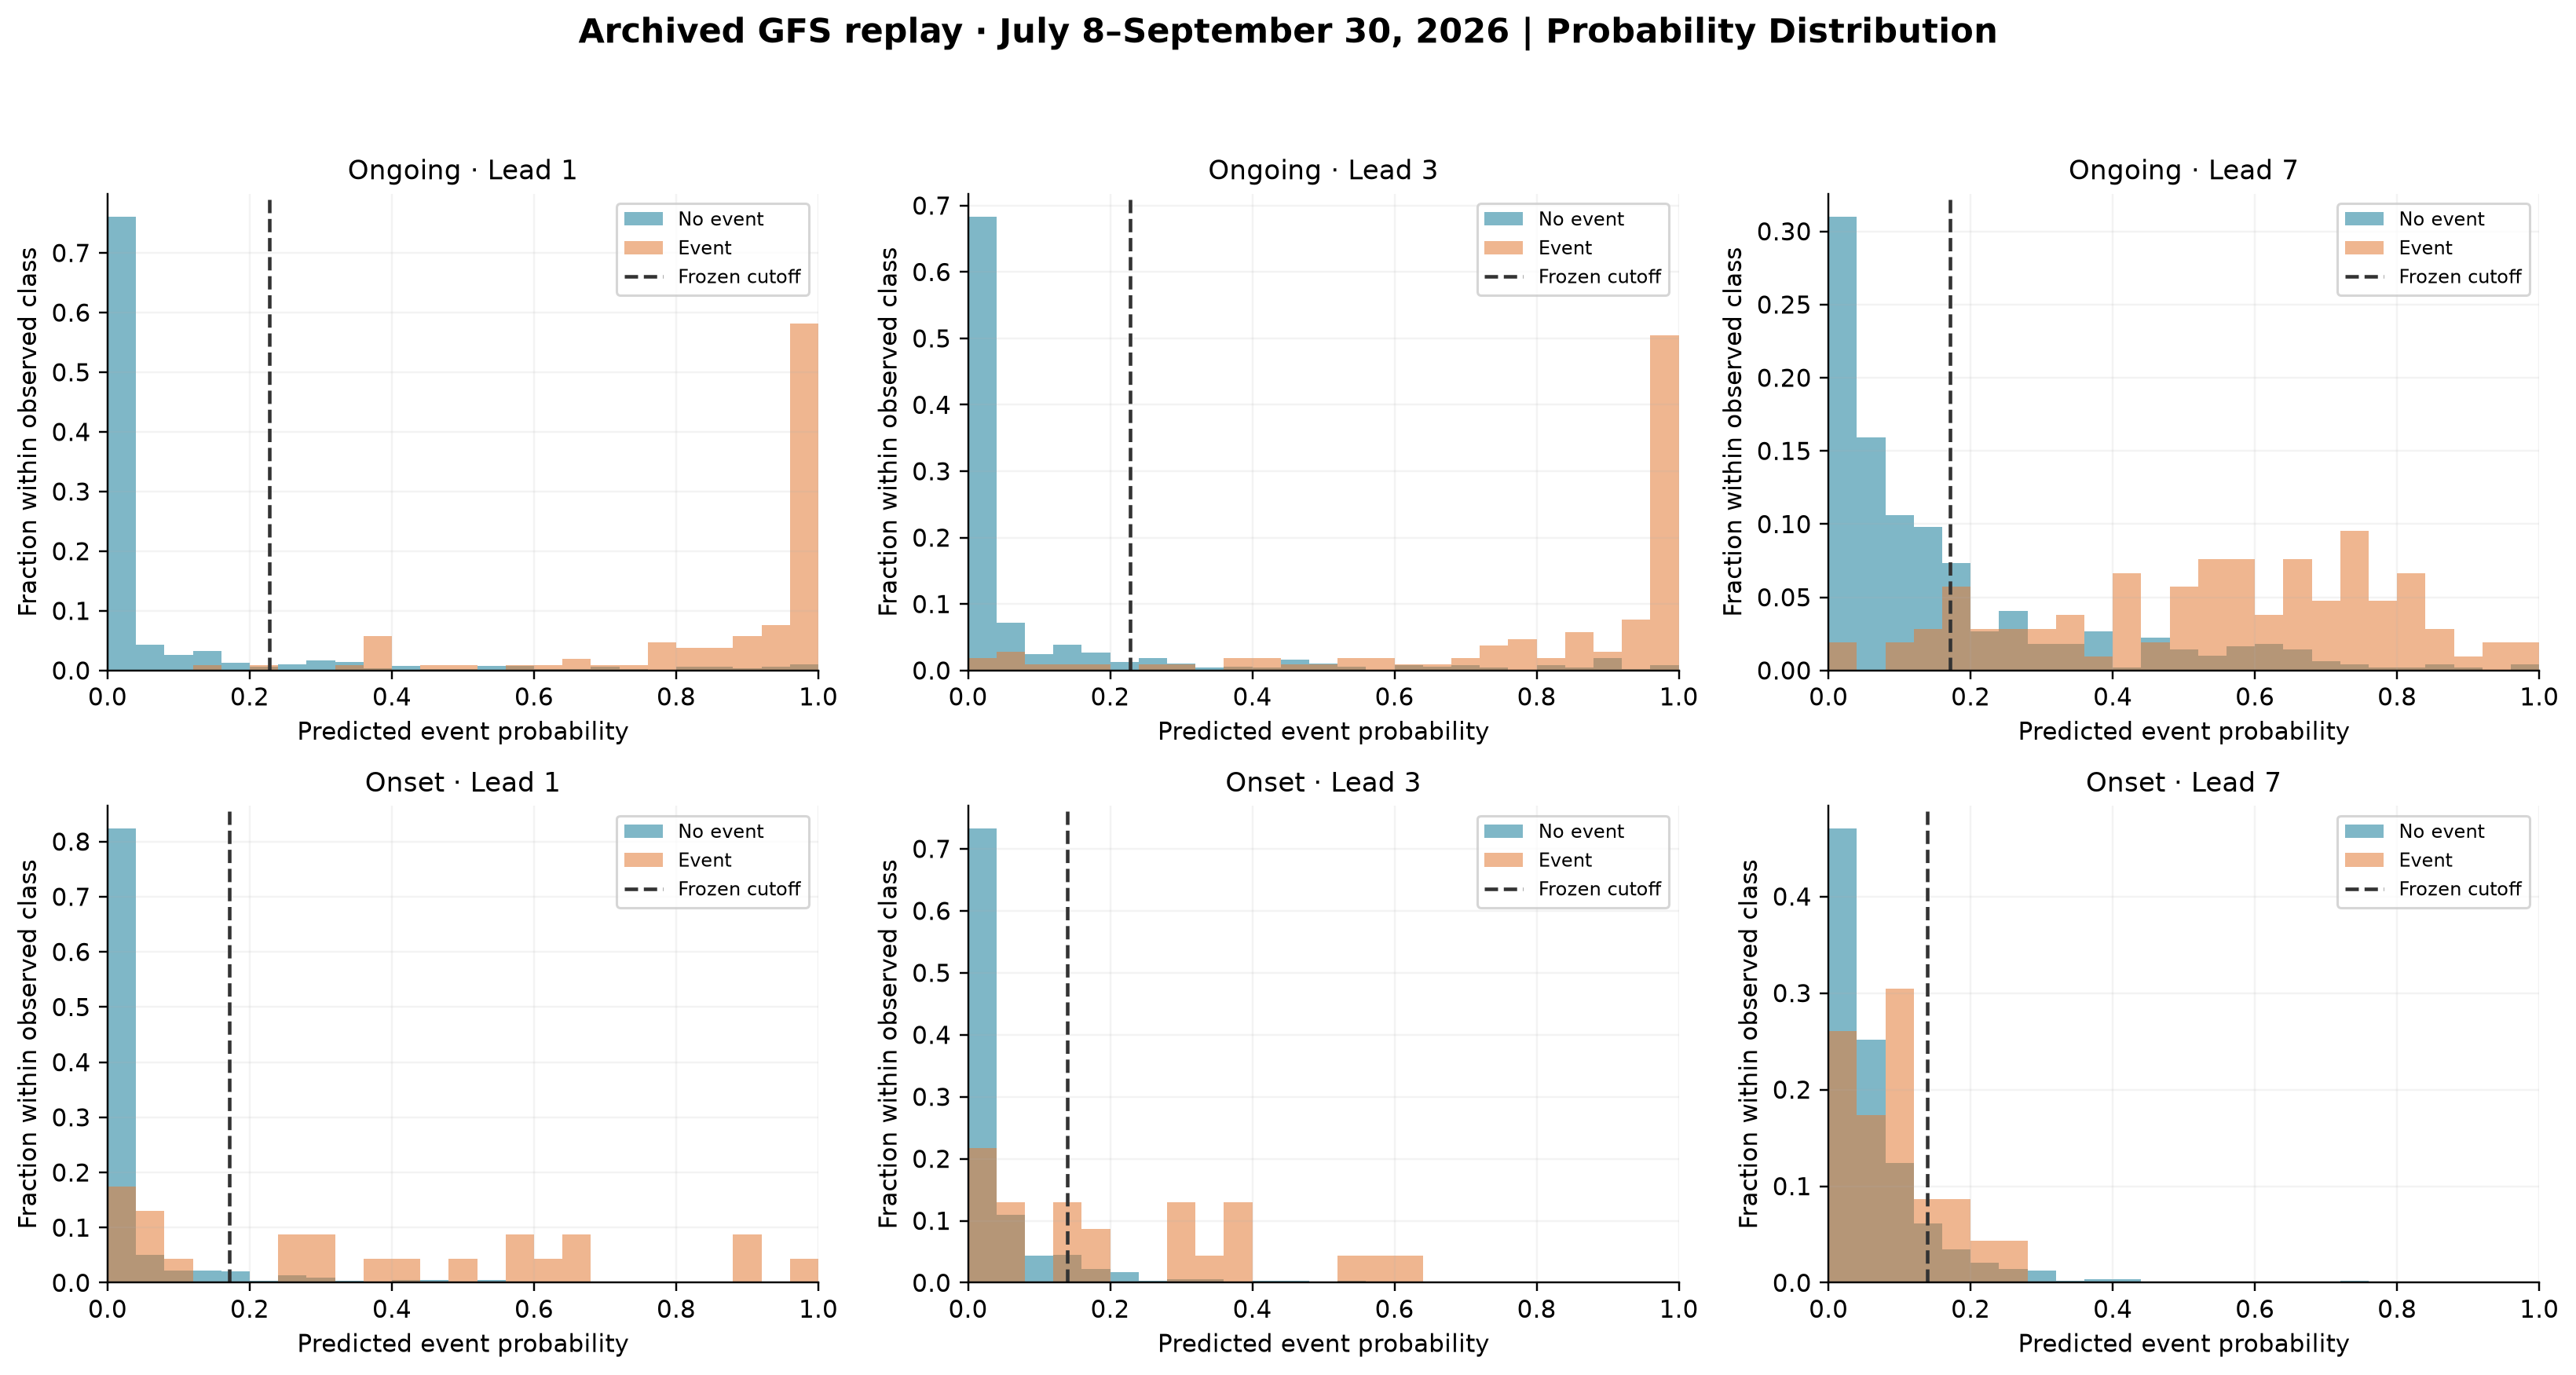 Archived GFS replay · July 8–September 30, 2026 | Probability Distribution
Ongoing · Lead 1
Fraction within observed class
0.7
0.6
0.5
0.4
0.3
0.2
0.1
0.0
No event
Event
Frozen cutoff
0.0 0.2 0.4 0.6 0.8 1.0
Predicted event probability
Ongoing · Lead 3
Fraction within observed class
0.7
0.6
0.5
0.4
0.3
0.2
0.1
0.0
No event
Event
Frozen cutoff
0.0 0.2 0.4 0.6 0.8 1.0
Predicted event probability
Ongoing · Lead 7
Fraction within observed class
0.30
0.25
0.20
0.15
0.10
0.05
0.00
No event
Event
Frozen cutoff
0.0 0.2 0.4 0.6 0.8 1.0
Predicted event probability
Onset · Lead 1
Fraction within observed class
0.8
0.7
0.6
0.5
0.4
0.3
0.2
0.1
0.0
No event
Event
Frozen cutoff
0.0 0.2 0.4 0.6 0.8 1.0
Predicted event probability
Onset · Lead 3
Fraction within observed class
0.7
0.6
0.5
0.4
0.3
0.2
0.1
0.0
No event
Event
Frozen cutoff
0.0 0.2 0.4 0.6 0.8 1.0
Predicted event probability
Onset · Lead 7
Fraction within observed class
0.4
0.3
0.2
0.1
0.0
No event
Event
Frozen cutoff
0.0 0.2 0.4 0.6 0.8 1.0
Predicted event probability